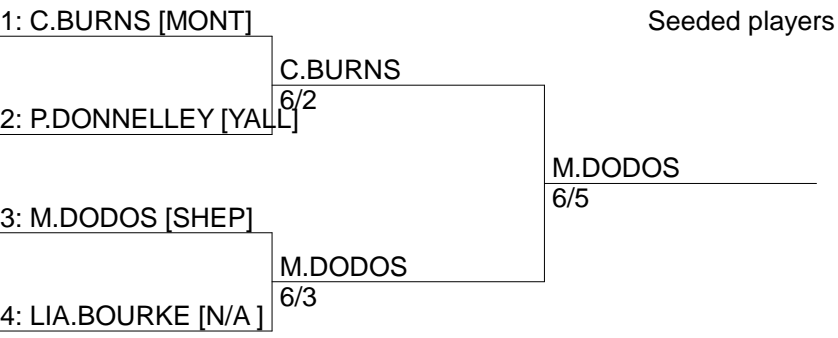 1: C.BURNS [MONT]
Seeded players
C.BURNS
6/2
2: P.DONNELLEY [YALL]
M.DODOS
6/5
3: M.DODOS [SHEP]
M.DODOS
6/3
4: LIA.BOURKE [N/A ]